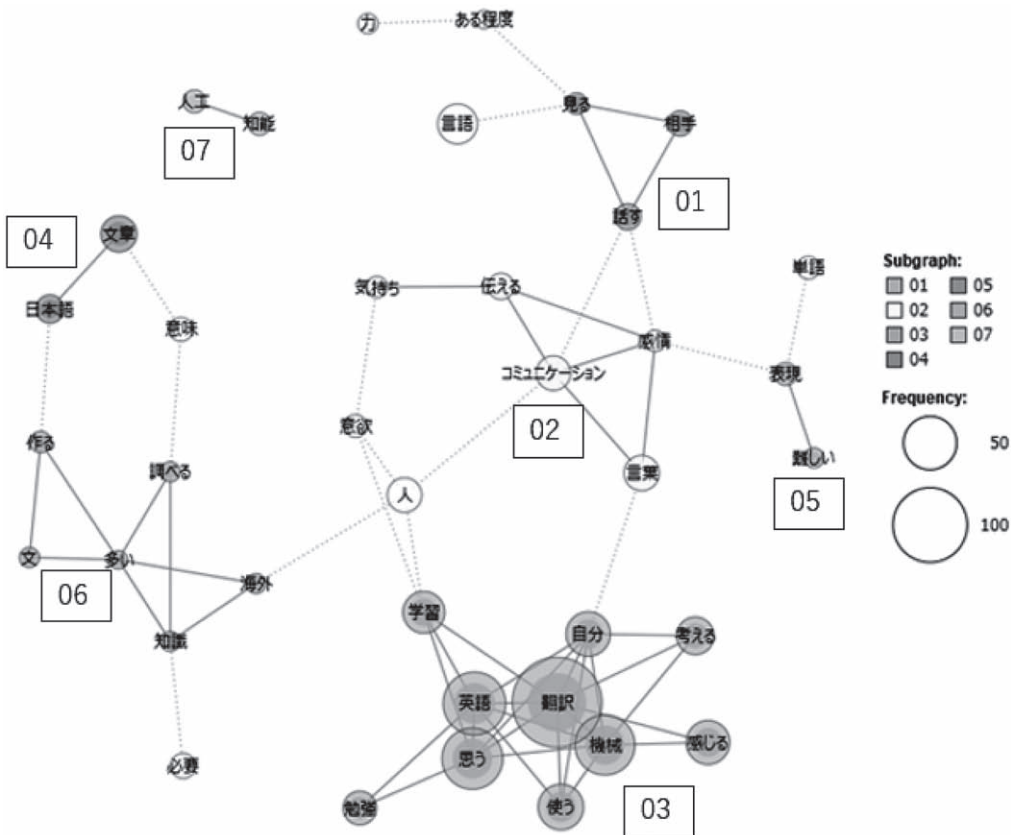 力
ある程度
人工
知能
07
言語
見る
相手
01
話す
04
文章
日本語
意味
気持ち
伝える
感情
単語
コミュニケーション
02
表現
難しい
05
Subgraph:
01 05
02 06
03 07
04
Frequency:
50
100
意欲
作る
調べる
言葉
人
文
多い
海外
06
知識
必要
学習
自分
考える
英語
翻訳
機械
感じる
思う
勉強
使う
03